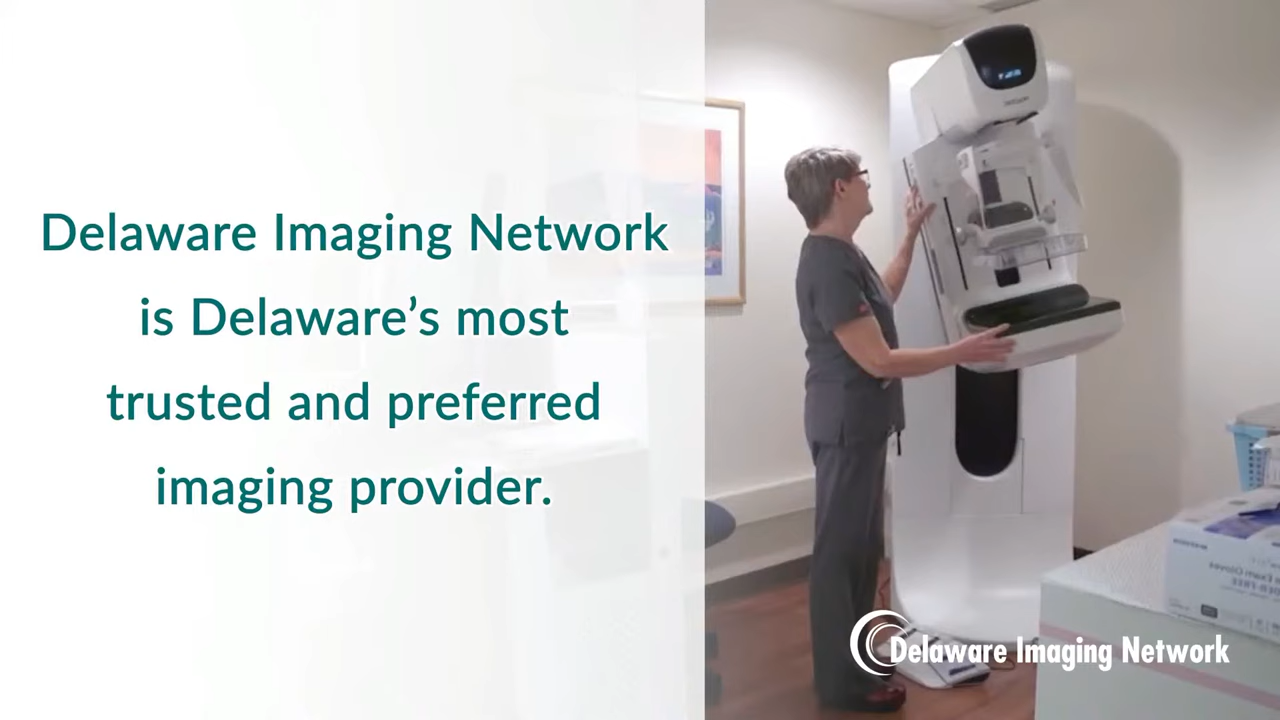 Delaware Imaging Network
is Delaware’s most
trusted and preferred
imaging provider.
Delaware Imaging Network